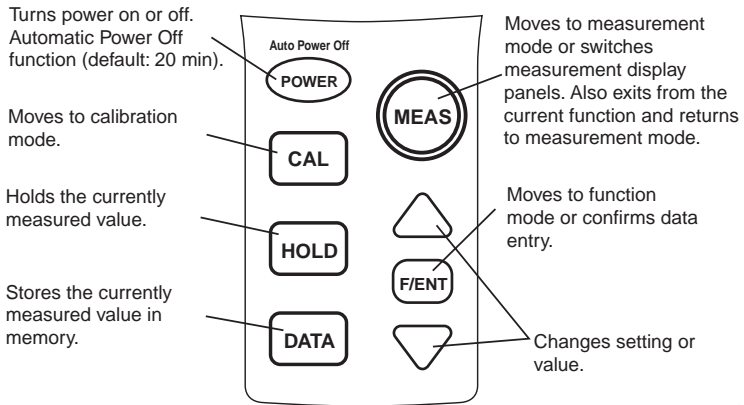 Turns power on or off.
Automatic Power Off
function (default: 20 min).
Moves to calibration
mode.
Holds the currently
measured value.
Stores the currently
measured value in
memory.
Auto Power Off
POWER
CAL
HOLD
DATA
MEAS
F/ENT
Moves to measurement
mode or switches
measurement display
panels. Also exits from the
current function and returns
to measurement mode.
Moves to function
mode or confirms data
entry.
Changes setting or
value.